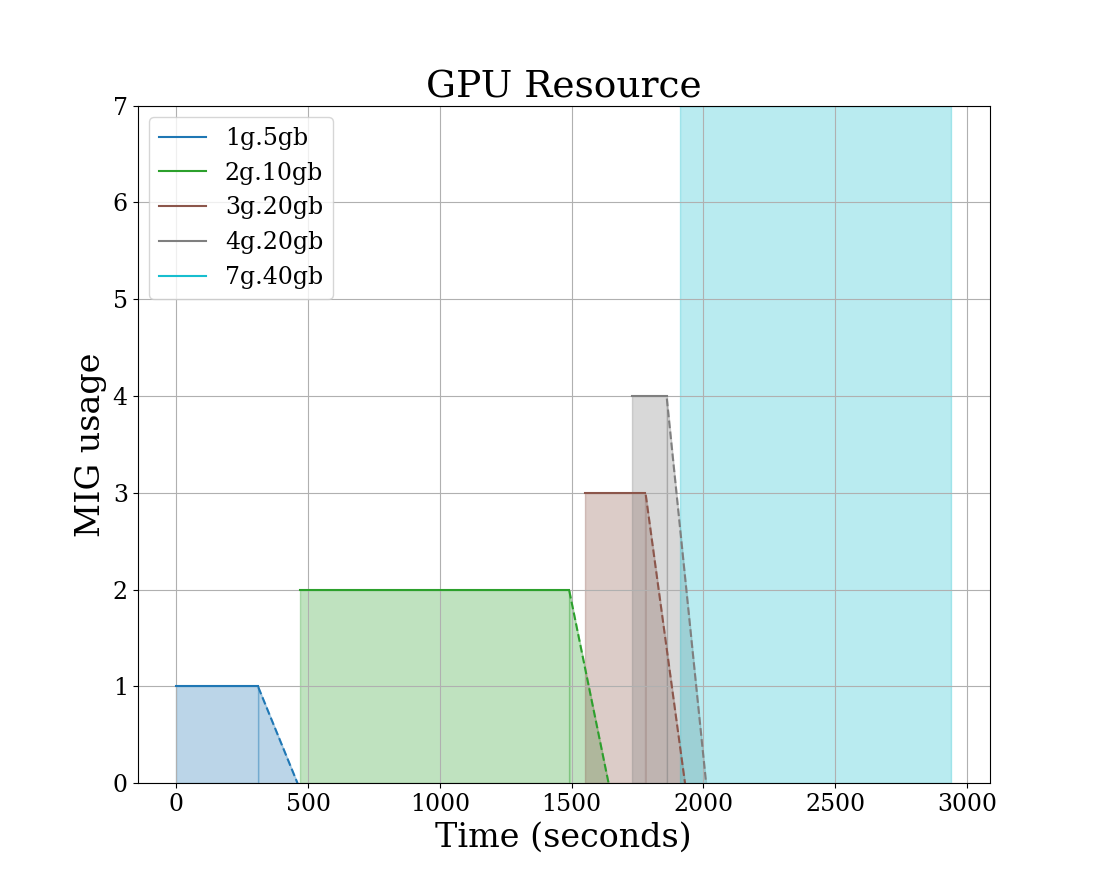 GPU Resource
7
6
5
4
3
2
1
0
MIG usage
1g.5gb
2g.10gb
3g.20gb
4g.20gb
7g.40gb
0 500 1000 1500 2000 2500 3000
Time (seconds)